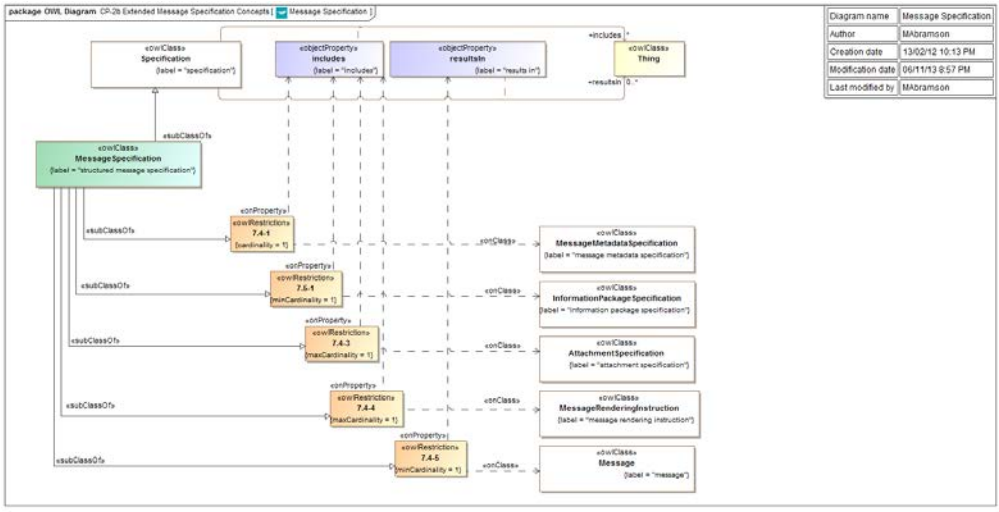 package OWL Diagram CP-2b Extended Message Specification Concepts [ Message Specification ]
Diagram name Message Specification
Author MAbramson
Creation date 13/02/12 10:13 PM
Modification date 06/11/13 8:57 PM
Last modified by MAbramson
«owlClass»
Specification
{label = "specification"}
«objectProperty»
includes
{label = "includes"}
«objectProperty»
resultsIn
{label = "results in"}
+includes *
«owlClass»
Thing
+resultsIn 0..*
«subClassOf»
«owlClass»
MessageSpecification
{label = "structured message specification"}
«onProperty»
«subClassOf»
«owlRestriction»
7.4-1
{cardinality = 1}
«onClass»
«owlClass»
MessageMetadataSpecification
{label = "message metadata specification"}
«onProperty»
«subClassOf»
«owlRestriction»
7.5-1
{minCardinality = 1}
«onClass»
«owlClass»
InformationPackageSpecification
{label = "information package specification"}
«onProperty»
«subClassOf»
«owlRestriction»
7.4-3
{maxCardinality = 1}
«onClass»
«owlClass»
AttachmentSpecification
{label = "attachment specification"}
«onProperty»
«subClassOf»
«owlRestriction»
7.4-4
{maxCardinality = 1}
«onClass»
«owlClass»
MessageRenderingInstruction
{label = "message rendering instruction"}
«onProperty»
«subClassOf»
«owlRestriction»
7.4-5
{minCardinality = 1}
«onClass»
«owlClass»
Message
{label = "message"}